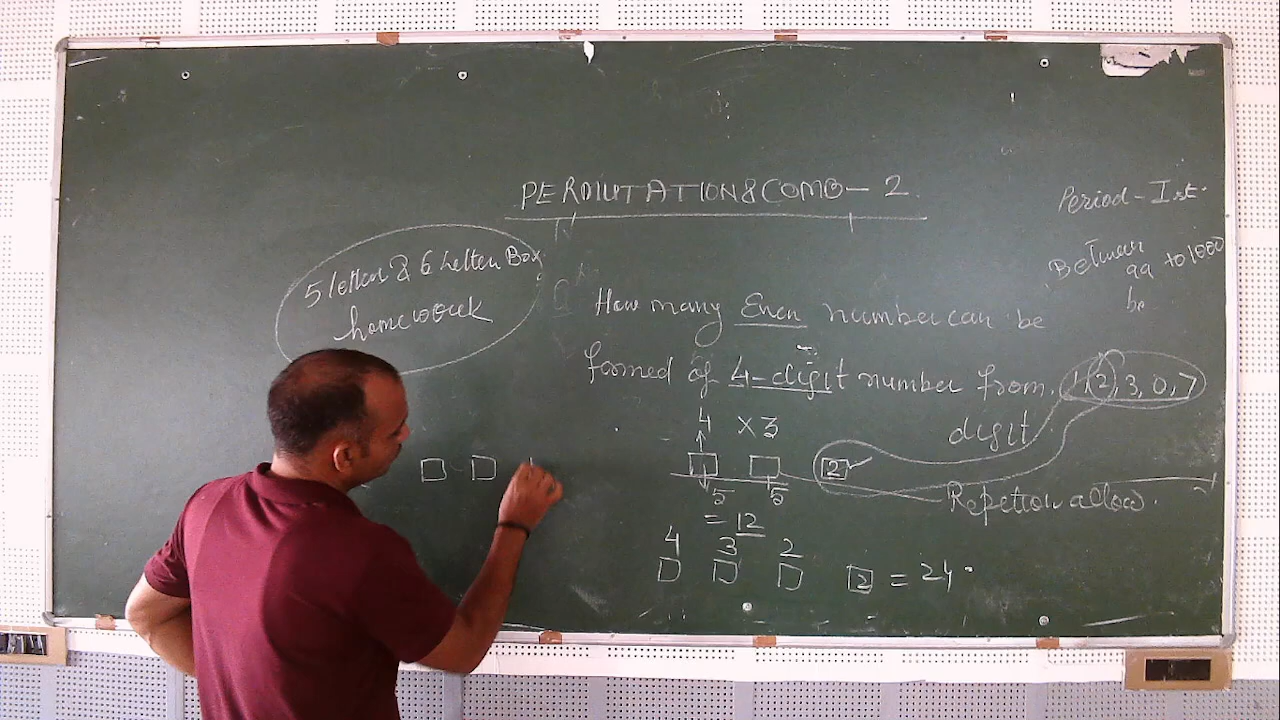 PERMUTATION & COMB - 2
Period - Ist
Between
99 to 1000
be
5 letters & 6 letter Box
homework
Q
How many Even number can be
formed of 4-digit number from 1, 2, 3, 0, 7
digit
4 × 3
2
5 5
Repetion allow.
= 12
4 3 2
2 = 24